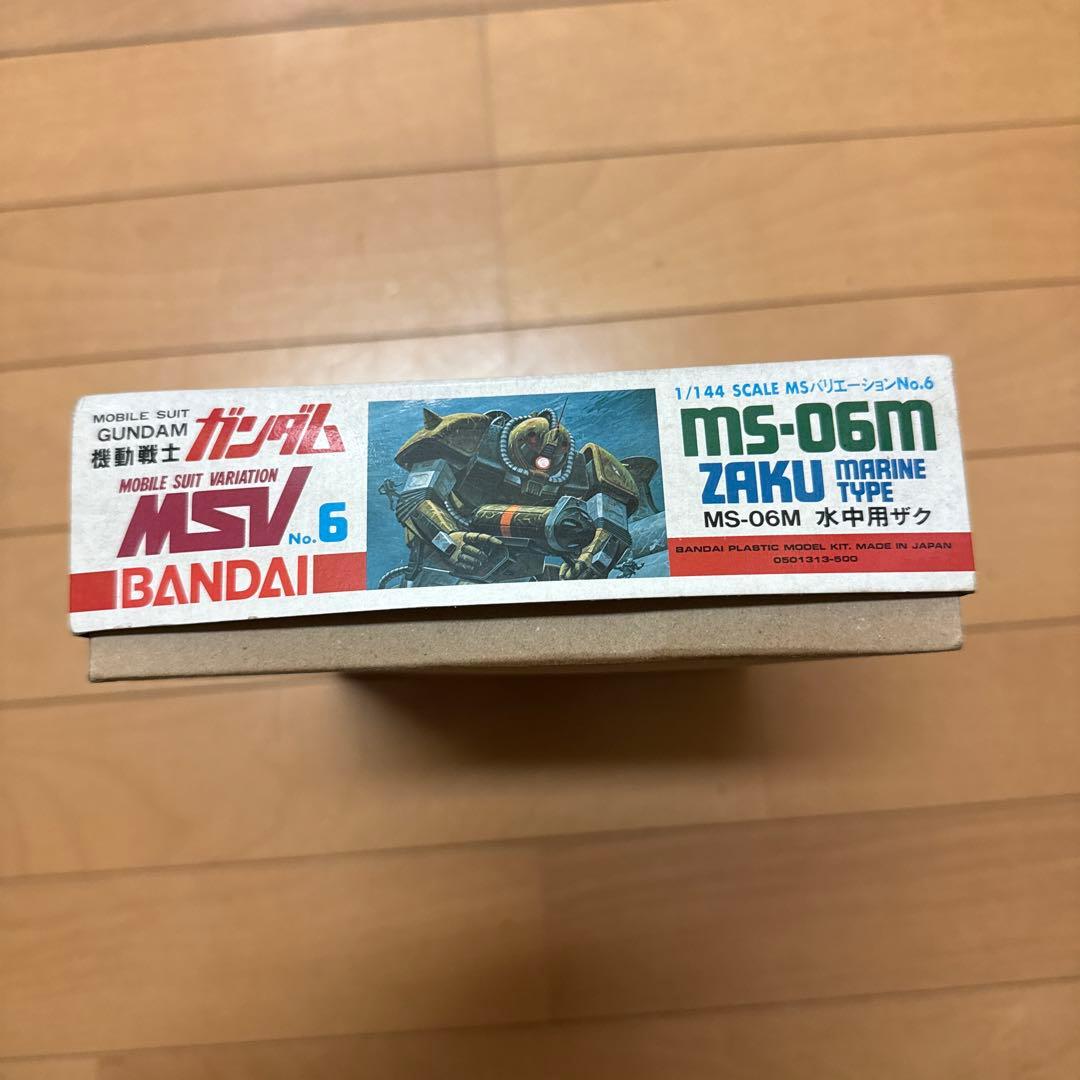 MOBILE SUIT
GUNDAM
機動戦士
ガンダム
MOBILE SUIT VARIATION
MSV No.6
BANDAI
1/144 SCALE MSバリエーションNo.6
MS-06M
ZAKU MARINE TYPE
MS-06M 水中用ザク
BANDAI PLASTIC MODEL KIT. MADE IN JAPAN
0501313-500